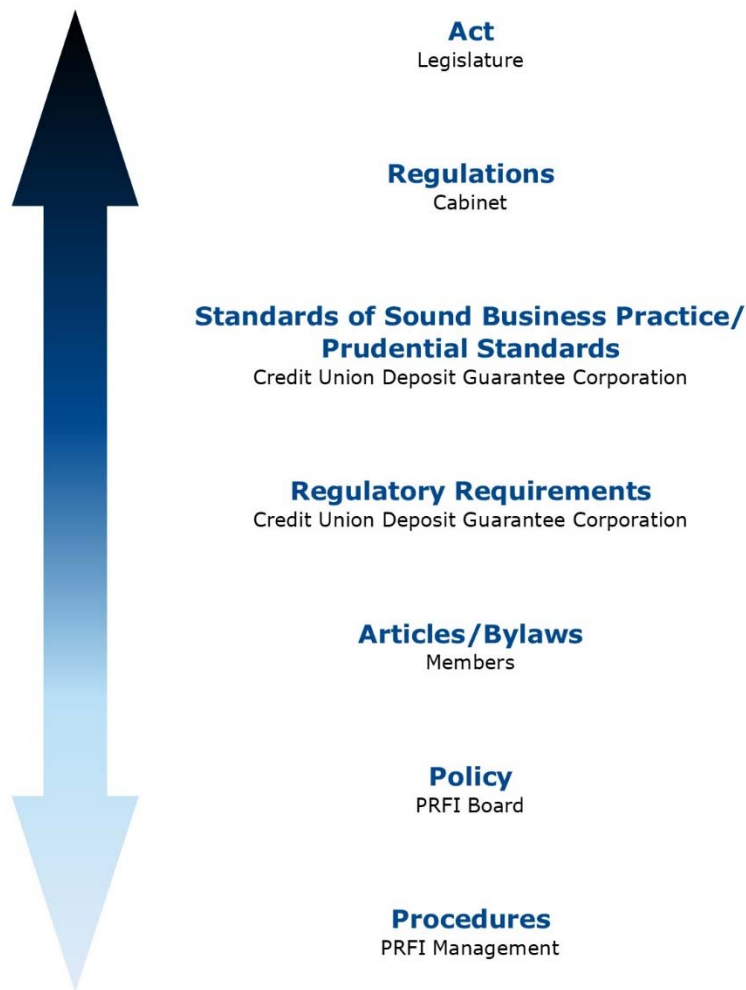 Act
Legislature
Regulations
Cabinet
Standards of Sound Business Practice/
Prudential Standards
Credit Union Deposit Guarantee Corporation
Regulatory Requirements
Credit Union Deposit Guarantee Corporation
Articles/Bylaws
Members
Policy
PRFI Board
Procedures
PRFI Management